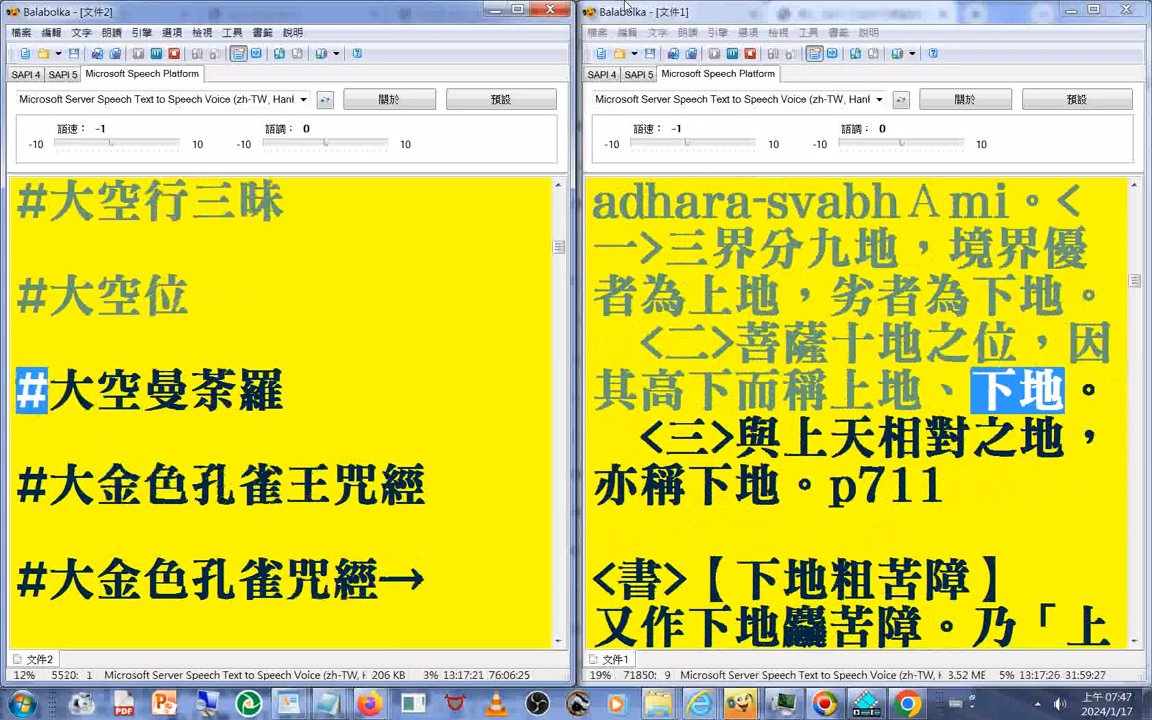 Balabolka - [文件2]
檔案 編輯 文字 朗讀 引擎 選項 檢視 工具 書籤 說明
SAPI 4 SAPI 5 Microsoft Speech Platform
Microsoft Server Speech Text to Speech Voice (zh-TW, Hanl
關於
預設
語速： -1
語調： 0
-10 10 -10 10
#大空行三昧
#大空位
#大空曼荼羅
#大金色孔雀王咒經
#大金色孔雀咒經→
文件2
12% 5520: 1 Microsoft Server Speech Text to Speech Voice (zh-TW, H 206 KB 3% 13:17:21 76:06:25
Balabolka - [文件1]
檔案 編輯 文字 朗讀 引擎 選項 檢視 工具 書籤 說明
SAPI 4 SAPI 5 Microsoft Speech Platform
Microsoft Server Speech Text to Speech Voice (zh-TW, Hanl
關於
預設
語速： -1
語調： 0
-10 10 -10 10
adhara-svabhＡmi。<
一>三界分九地，境界優
者為上地，劣者為下地。
<二>菩薩十地之位，因
其高下而稱上地、下地。
<三>與上天相對之地，
亦稱下地。p711
<書>【下地粗苦障】
又作下地麤苦障。乃「上
文件1
19% 71850: 9 Microsoft Server Speech Text to Speech Voice (zh-TW, H 3.52 ME 5% 13:17:26 31:59:27
上午 07:47
2024/1/17